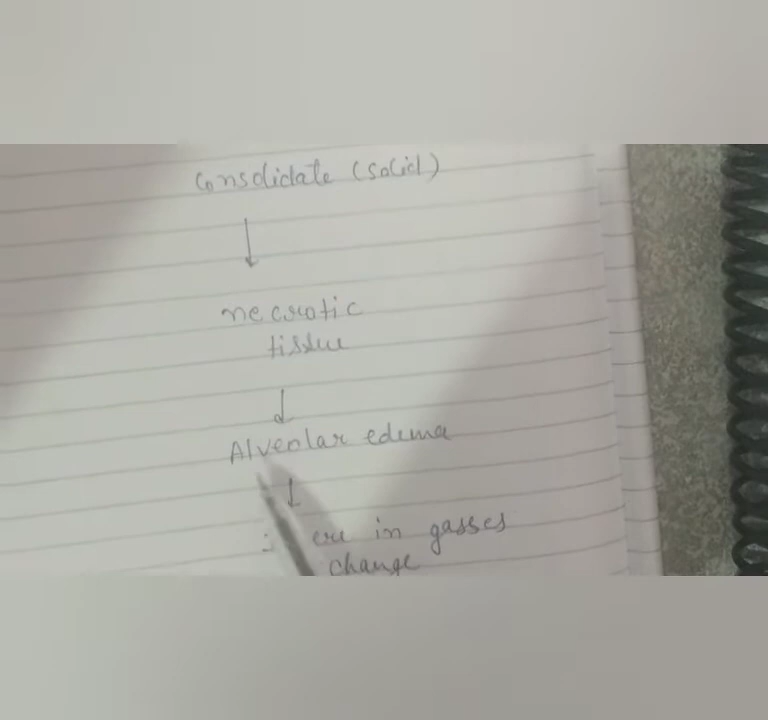 Consolidate (Solid)
necrotic
tissue
Alveolar edema
in gasses
change